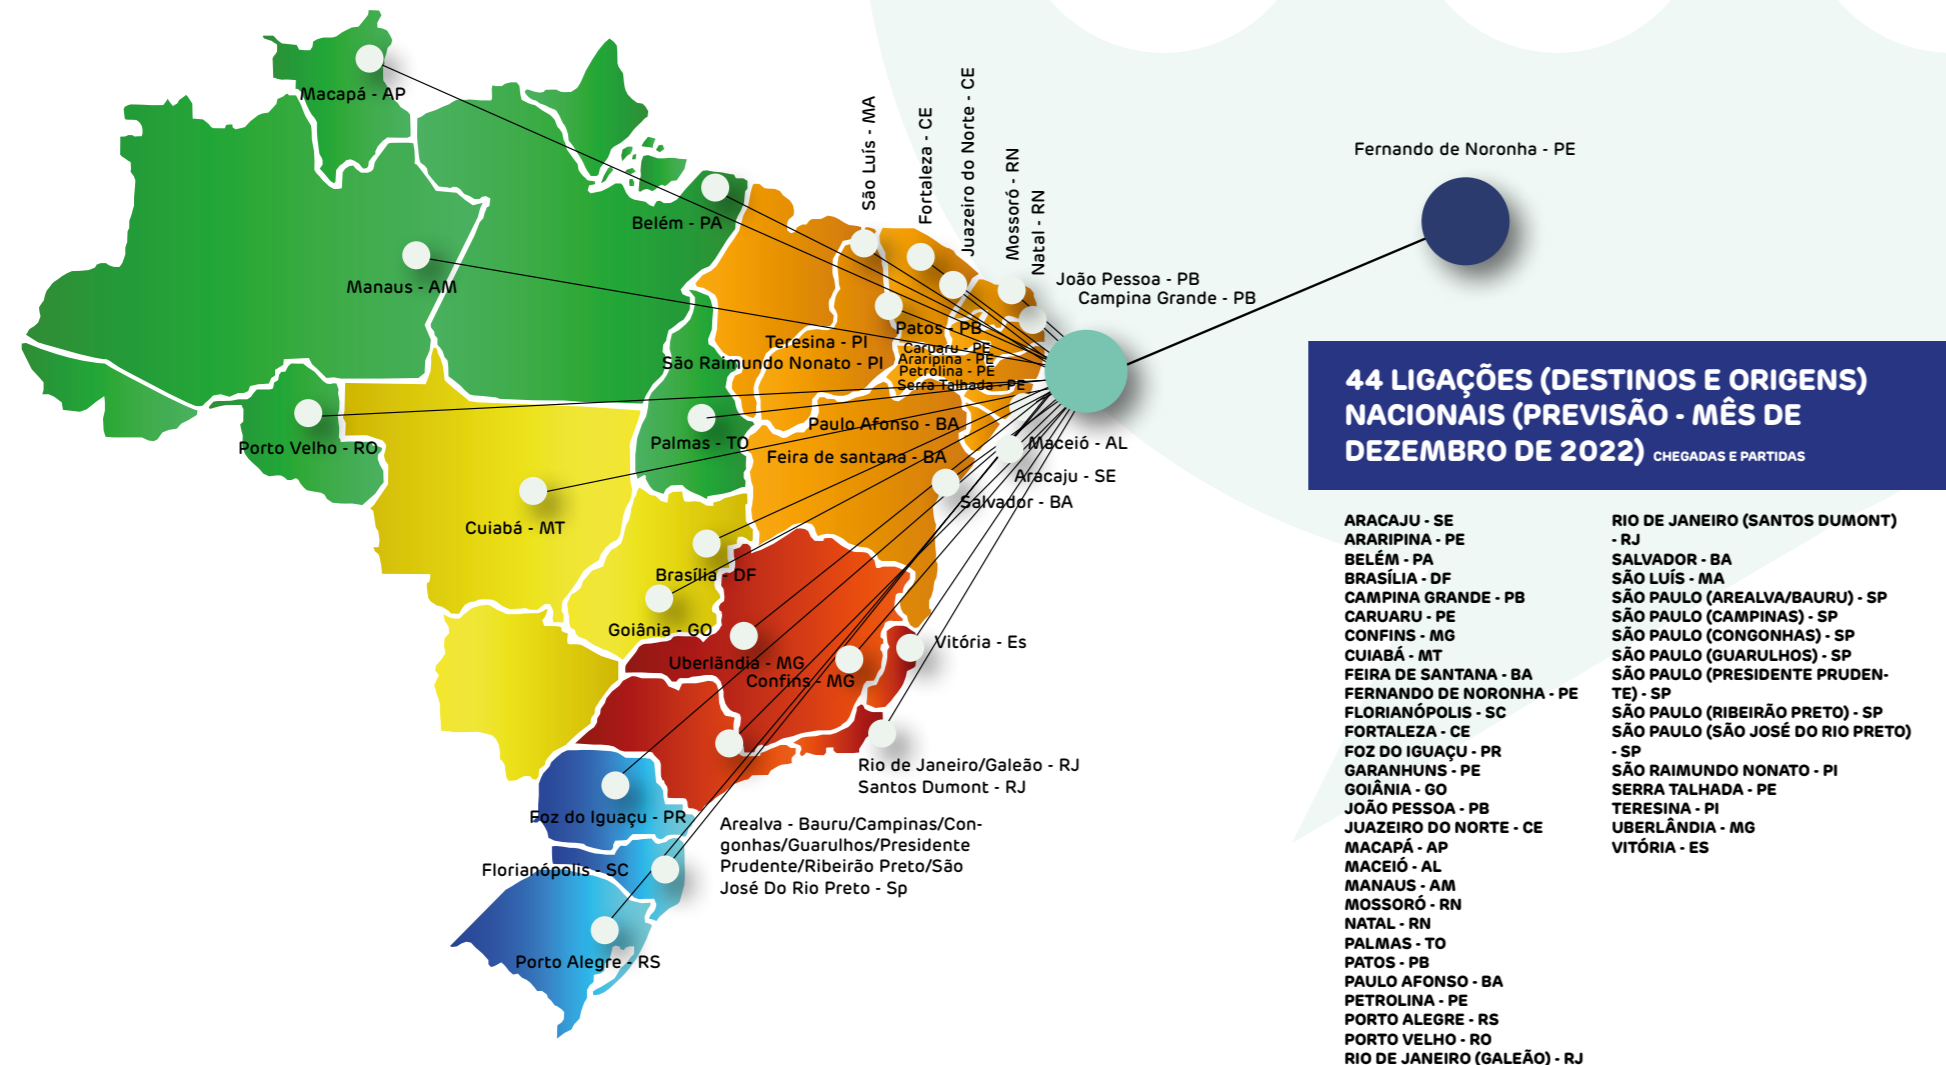 Macapá - AP
Belém - PA
Manaus - AM
São Luís - MA
Fortaleza - CE
Juazeiro do Norte - CE
Mossoró - RN
Natal - RN
João Pessoa - PB
Campina Grande - PB
Fernando de Noronha - PE
Patos - PB
Teresina - PI
São Raimundo Nonato - PI
Caruaru - PE
Araripina - PE
Petrolina - PE
Serra Talhada - PE
Paulo Afonso - BA
Feira de santana - BA
Maceió - AL
Aracaju - SE
Salvador - BA
Porto Velho - RO
Palmas - TO
Cuiabá - MT
Brasília - DF
Goiânia - GO
Uberlãndia - MG
Confins - MG
Vitória - Es
Rio de Janeiro/Galeão - RJ
Santos Dumont - RJ
Foz do Iguaçu - PR
Arealva - Bauru/Campinas/Con-
gonhas/Guarulhos/Presidente
Prudente/Ribeirão Preto/São
José Do Rio Preto - Sp
Florianópolis - SC
Porto Alegre - RS
44 LIGAÇÕES (DESTINOS E ORIGENS)
NACIONAIS (PREVISÃO - MÊS DE
DEZEMBRO DE 2022) CHEGADAS E PARTIDAS
ARACAJU - SE
ARARIPINA - PE
BELÉM - PA
BRASÍLIA - DF
CAMPINA GRANDE - PB
CARUARU - PE
CONFINS - MG
CUIABÁ - MT
FEIRA DE SANTANA - BA
FERNANDO DE NORONHA - PE
FLORIANÓPOLIS - SC
FORTALEZA - CE
FOZ DO IGUAÇU - PR
GARANHUNS - PE
GOIÂNIA - GO
JOÃO PESSOA - PB
JUAZEIRO DO NORTE - CE
MACAPÁ - AP
MACEIÓ - AL
MANAUS - AM
MOSSORÓ - RN
NATAL - RN
PALMAS - TO
PATOS - PB
PAULO AFONSO - BA
PETROLINA - PE
PORTO ALEGRE - RS
PORTO VELHO - RO
RIO DE JANEIRO (GALEÃO) - RJ
RIO DE JANEIRO (SANTOS DUMONT)
- RJ
SALVADOR - BA
SÃO LUÍS - MA
SÃO PAULO (AREALVA/BAURU) - SP
SÃO PAULO (CAMPINAS) - SP
SÃO PAULO (CONGONHAS) - SP
SÃO PAULO (GUARULHOS) - SP
SÃO PAULO (PRESIDENTE PRUDEN-
TE) - SP
SÃO PAULO (RIBEIRÃO PRETO) - SP
SÃO PAULO (SÃO JOSÉ DO RIO PRETO)
- SP
SÃO RAIMUNDO NONATO - PI
SERRA TALHADA - PE
TERESINA - PI
UBERLÂNDIA - MG
VITÓRIA - ES